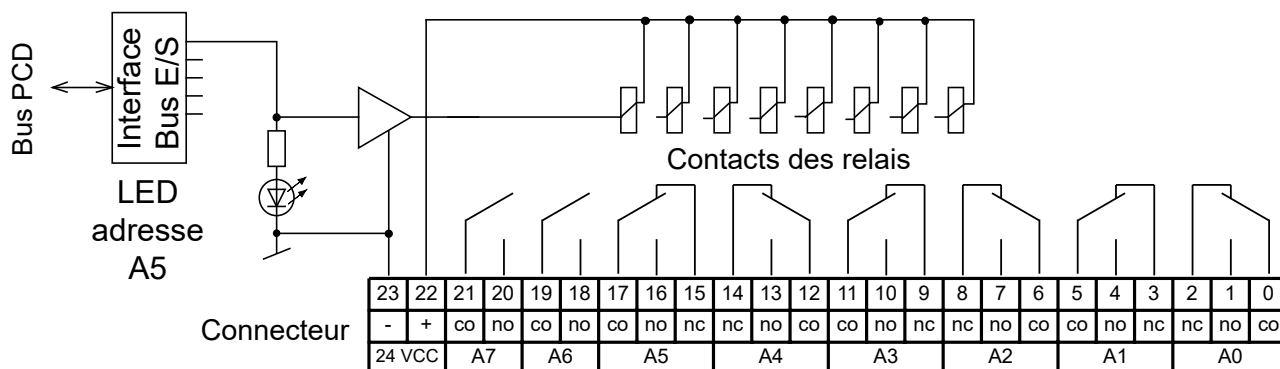 Bus PCD
Interface
Bus E/S
LED
adresse
A5
Contacts des relais
Connecteur
23 22 21 20 19 18 17 16 15 14 13 12 11 10 9 8 7 6 5 4 3 2 1 0
- + co no co no co no nc nc no co co no nc nc no co co no nc nc no co
24 VCC A7 A6 A5 A4 A3 A2 A1 A0